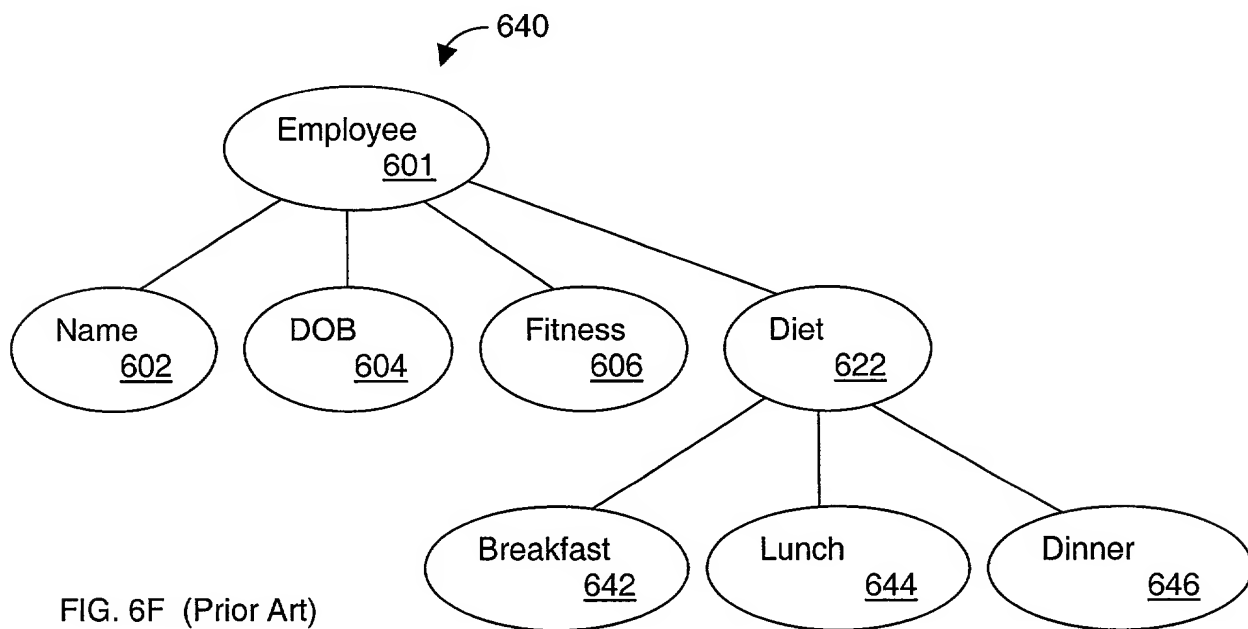 640
Employee
601
Name
602
DOB
604
Fitness
606
Diet
622
Breakfast
642
Lunch
644
Dinner
646
FIG. 6F (Prior Art)